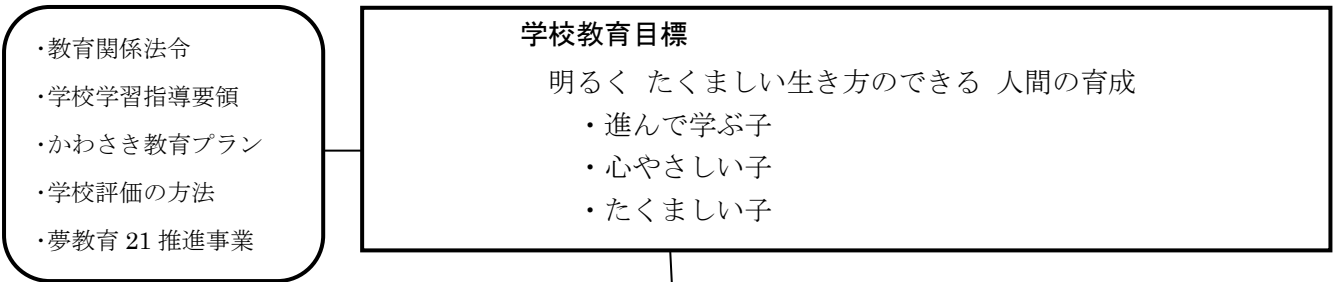 ・教育関係法令
・学校学習指導要領
・かわさき教育プラン
・学校評価の方法
・夢教育 21 推進事業
学校教育目標
明るく たくましい生き方のできる 人間の育成
・進んで学ぶ子
・心やさしい子
・たくましい子